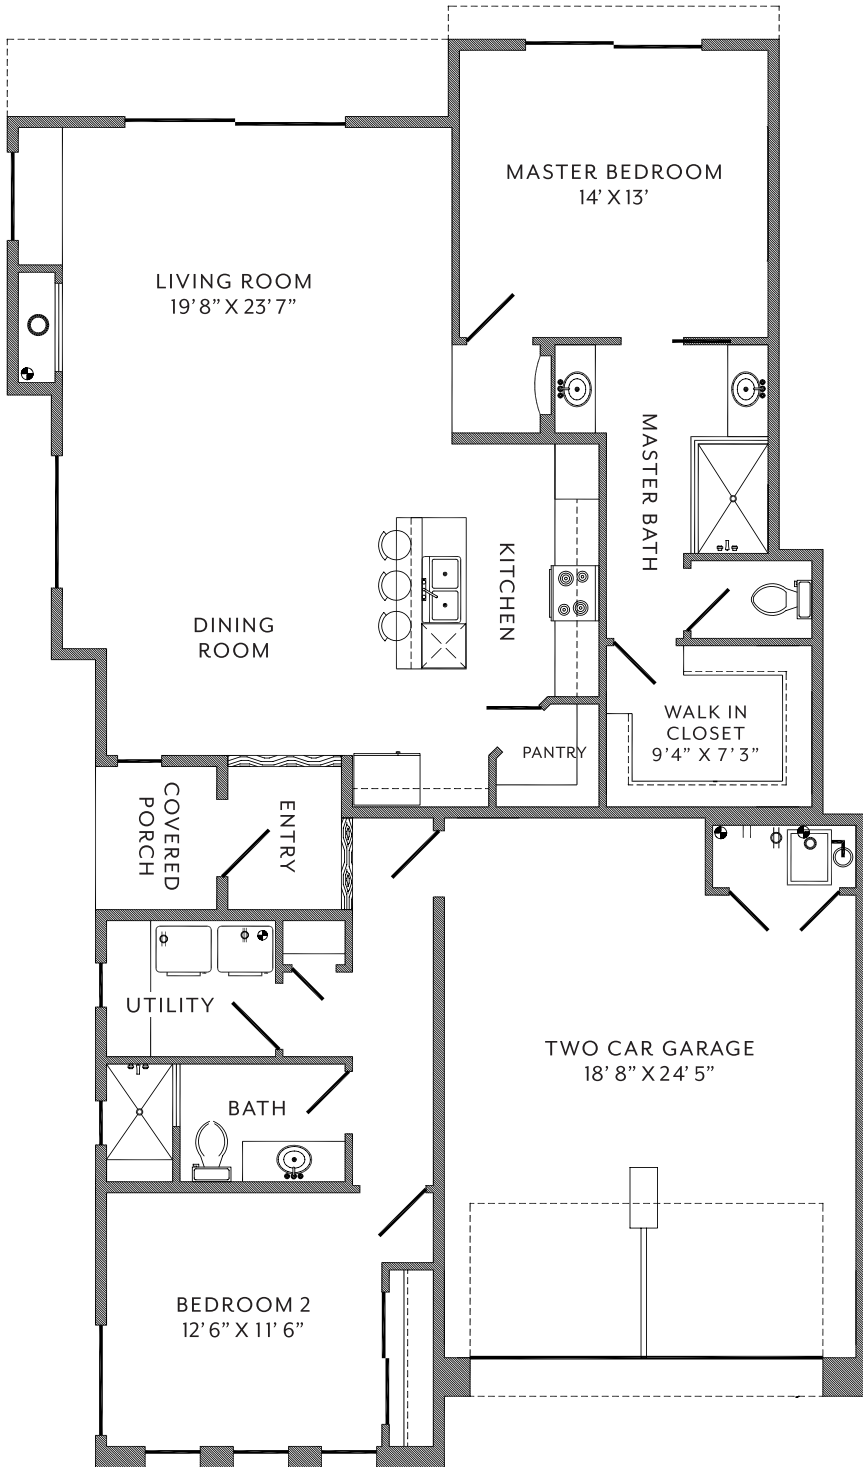 MASTER BEDROOM
14’ X 13’
LIVING ROOM
19’8” X 23’7”
MASTER BATH
KITCHEN
DINING
ROOM
WALK IN
CLOSET
9’4” X 7’3”
PANTRY
COVERED
PORCH
ENTRY
UTILITY
TWO CAR GARAGE
18’ 8” X 24’ 5”
BATH
BEDROOM 2
12’ 6” X 11’ 6”